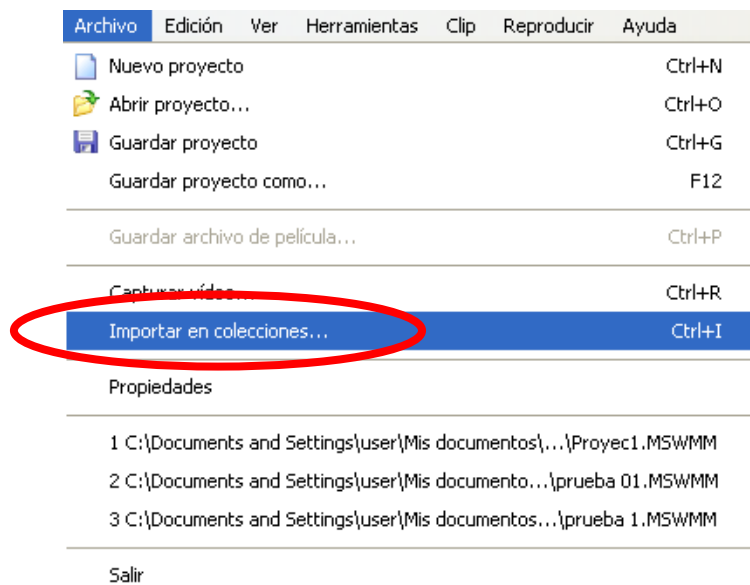 Archivo Edición Ver Herramientas Clip Reproducir Ayuda
Nuevo proyecto Ctrl+N
Abrir proyecto... Ctrl+O
Guardar proyecto Ctrl+G
Guardar proyecto como... F12
Guardar archivo de película... Ctrl+P
Capturar vídeo... Ctrl+R
Importar en colecciones... Ctrl+I
Propiedades
1 C:\Documents and Settings\user\Mis documentos\...\Proyec1.MSWMM
2 C:\Documents and Settings\user\Mis documento...\prueba 01.MSWMM
3 C:\Documents and Settings\user\Mis documentos...\prueba 1.MSWMM
Salir